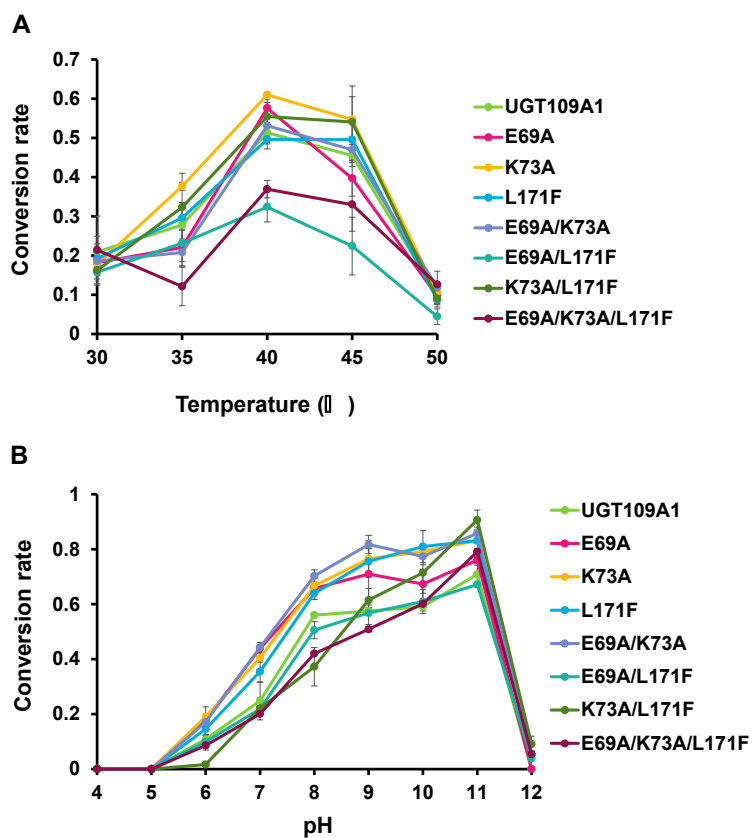 A
0.7
0.6
0.5
0.4
0.3
0.2
0.1
0
Conversion rate
30 35 40 45 50
Temperature (▯ )
UGT109A1
E69A
K73A
L171F
E69A/K73A
E69A/L171F
K73A/L171F
E69A/K73A/L171F
B
1
0.8
0.6
0.4
0.2
0
Conversion rate
4 5 6 7 8 9 10 11 12
pH
UGT109A1
E69A
K73A
L171F
E69A/K73A
E69A/L171F
K73A/L171F
E69A/K73A/L171F